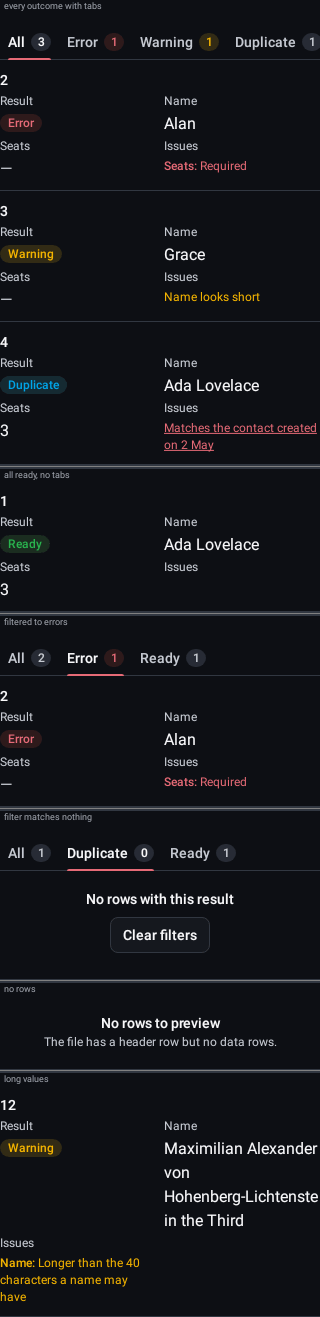 every outcome with tabs
All 3 Error 1 Warning 1 Duplicate 1
2
Result Name
Error Alan
Seats Issues
— Seats: Required
3
Result Name
Warning Grace
Seats Issues
— Name looks short
4
Result Name
Duplicate Ada Lovelace
Seats Issues
3 Matches the contact created
on 2 May
all ready, no tabs
1
Result Name
Ready Ada Lovelace
Seats Issues
3
filtered to errors
All 2 Error 1 Ready 1
2
Result Name
Error Alan
Seats Issues
— Seats: Required
filter matches nothing
All 1 Duplicate 0 Ready 1
No rows with this result
Clear filters
no rows
No rows to preview
The file has a header row but no data rows.
long values
12
Result Name
Warning Maximilian Alexander
von
Hohenberg-Lichtenste
in the Third
Issues
Name: Longer than the 40
characters a name may
have